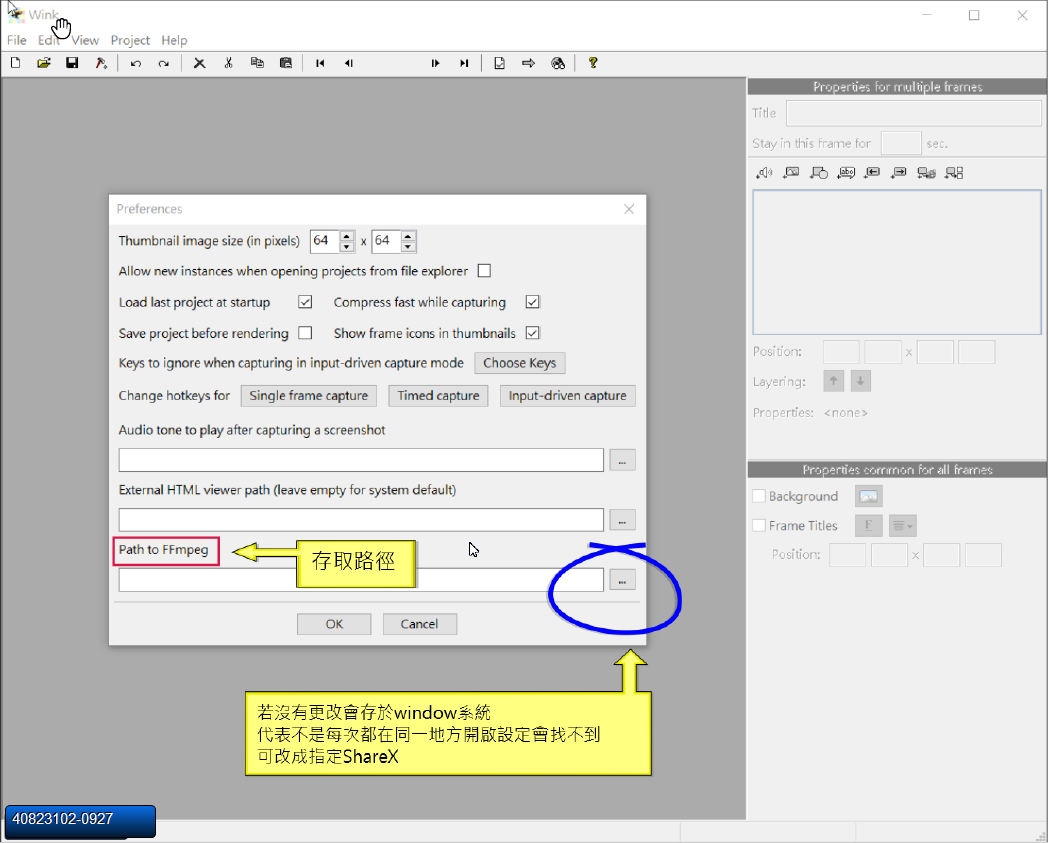 Wink
File Edit View Project Help
Properties for multiple frames
Title
Stay in this frame for sec.
Preferences
Thumbnail image size (in pixels) 64 x 64
Allow new instances when opening projects from file explorer
Load last project at startup Compress fast while capturing
Save project before rendering Show frame icons in thumbnails
Keys to ignore when capturing in input-driven capture mode Choose Keys
Change hotkeys for Single frame capture Timed capture Input-driven capture
Audio tone to play after capturing a screenshot
...
External HTML viewer path (leave empty for system default)
...
Path to FFmpeg
存取路徑
...
OK Cancel
Position: x
Layering:
Properties: <none>
Properties common for all frames
Background
Frame Titles F
Position: x
若沒有更改會存於window系統
代表不是每次都在同一地方開啟設定會找不到
可改成指定ShareX
40823102-0927